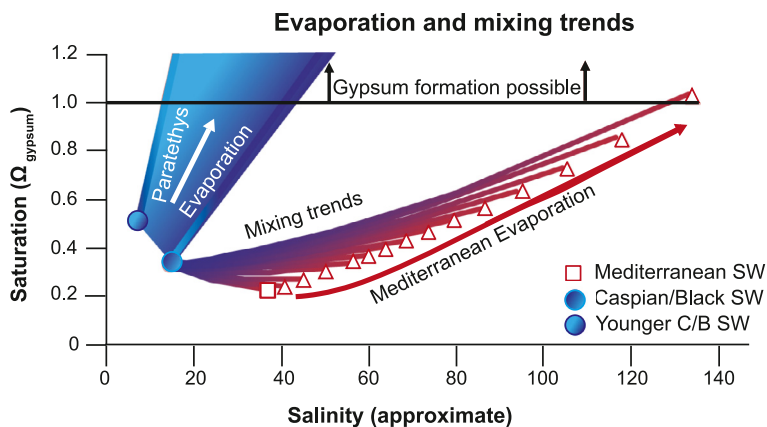 Evaporation and mixing trends
Saturation (Ω gypsum)
1.2
1.0
0.8
0.6
0.4
0.2
0
Gypsum formation possible
Paratethys
Evaporation
Mixing trends
Mediterranean Evaporation
Mediterranean SW
Caspian/Black SW
Younger C/B SW
0 20 40 60 80 100 120 140
Salinity (approximate)